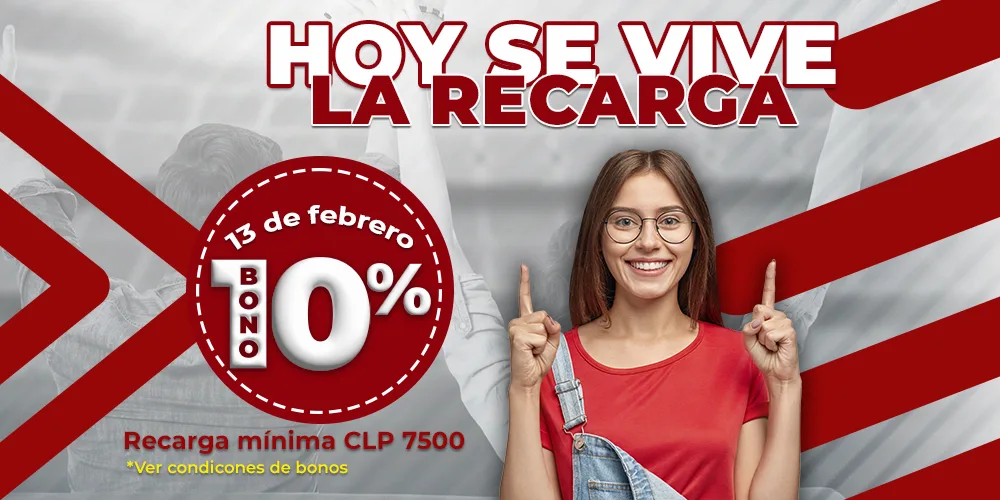 HOY SE VIVE
LA RECARGA
13 de febrero
BONO
10%
Recarga mínima CLP 7500
*Ver condicones de bonos